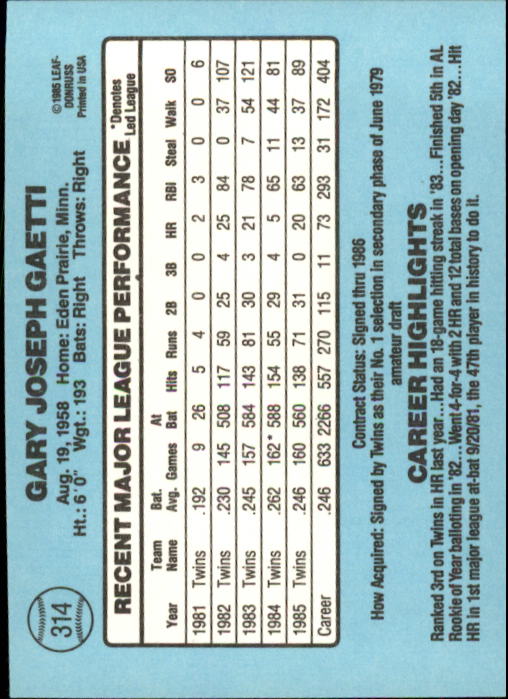 314
GARY JOSEPH GAETTI
Aug. 19, 1958 Home: Eden Prairie, Minn.
Ht.: 6'0" Wgt.: 193 Bats: Right Throws: Right
©1985 LEAF-
DONRUSS
Printed in USA
RECENT MAJOR LEAGUE PERFORMANCE
*Denotes
Led League
Year Team Name Bat. Avg. Games At Bat Hits Runs 2B 3B HR RBI Steal Walk SO
1981 Twins .192 9 26 5 4 0 0 2 3 0 0 6
1982 Twins .230 145 508 117 59 25 4 25 84 0 37 107
1983 Twins .245 157 584 143 81 30 3 21 78 7 54 121
1984 Twins .262 162* 588 154 55 29 4 5 65 11 44 81
1985 Twins .246 160 560 138 71 31 0 20 63 13 37 89
Career .246 633 2266 557 270 115 11 73 293 31 172 404
Contract Status: Signed thru 1986
How Acquired: Signed by Twins as their No. 1 selection in secondary phase of June 1979
amateur draft
CAREER HIGHLIGHTS
Ranked 3rd on Twins in HR last year...Had an 18-game hitting streak in '83...Finished 5th in AL
Rookie of Year balloting in '82...Went 4-for-4 with 2 HR and 12 total bases on opening day '82...Hit
HR in 1st major league at-bat 9/20/81, the 47th player in history to do it.